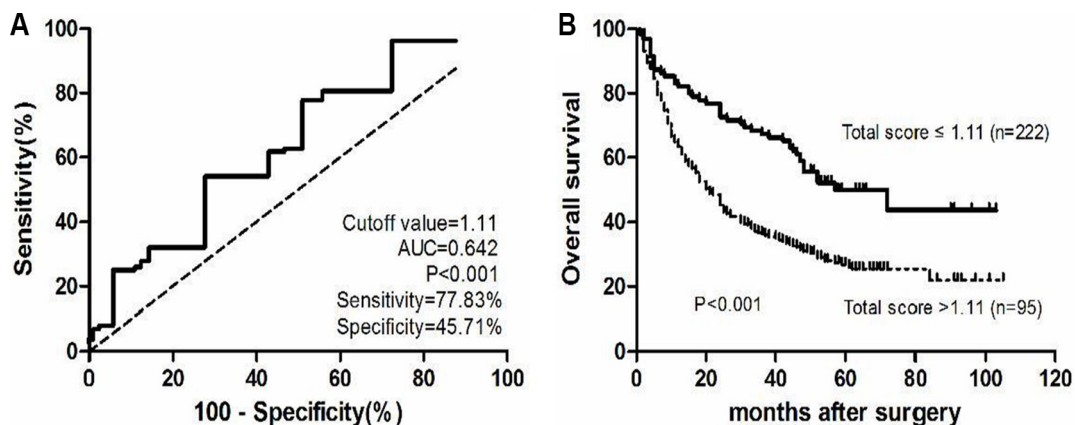 A
100
80
60
40
20
0
Sensitivity(%)
Cutoff value=1.11
AUC=0.642
P<0.001
Sensitivity=77.83%
Specificity=45.71%
0 20 40 60 80 100
100 - Specificity(%)
B
100
80
60
40
20
0
Overall survival
Total score ≤ 1.11 (n=222)
P<0.001
Total score >1.11 (n=95)
0 20 40 60 80 100 120
months after surgery